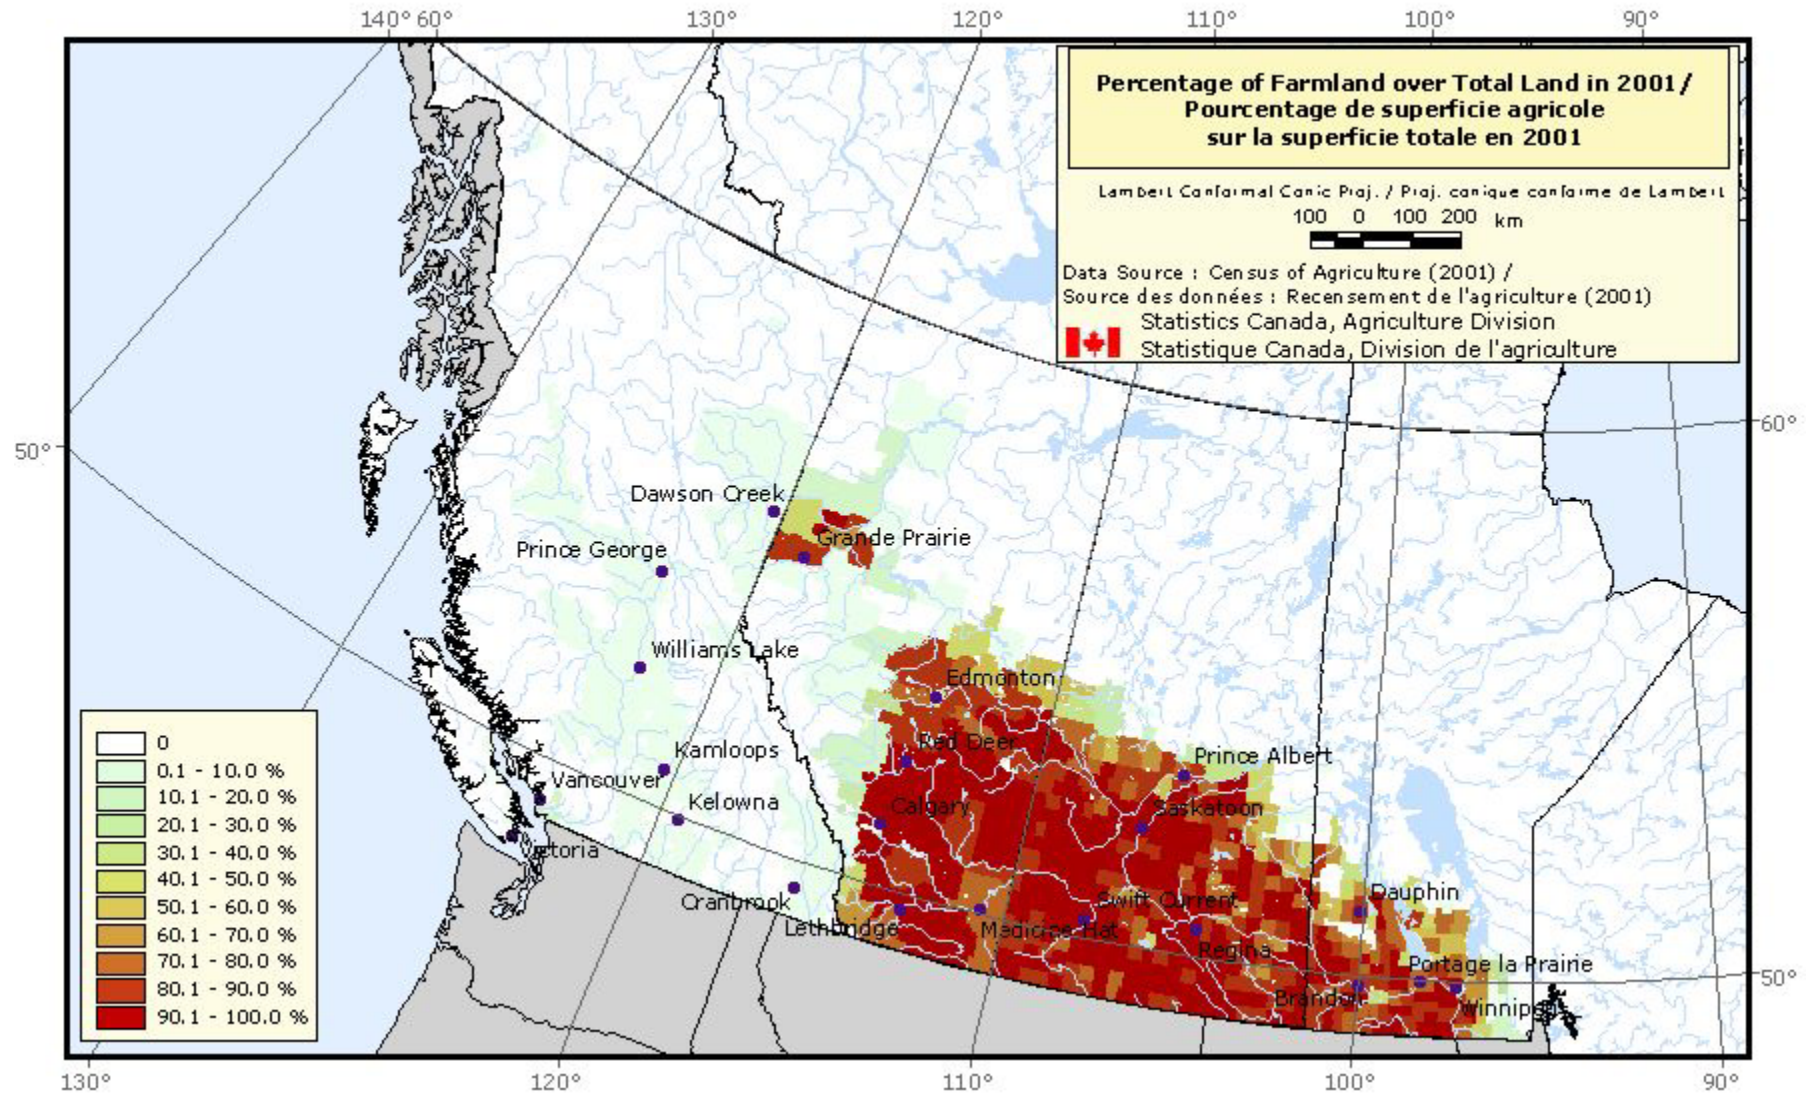 140° 60° 130° 120° 110° 100° 90°
Percentage of Farmland over Total Land in 2001/
Pourcentage de superficie agricole
sur la superficie totale en 2001
Lambert Conformal Conic Proj. / Proj. conique conforme de Lambert
100 0 100 200 km
Data Source : Census of Agriculture (2001) /
Source des données : Recensement de l'agriculture (2001)
Statistics Canada, Agriculture Division
Statistique Canada, Division de l'agriculture
60°
50°
Dawson Creek
Grande Prairie
Prince George
Williams Lake
Edmonton
Red Deer
Kamloops
Prince Albert
Vancouver
Kelowna
Calgary
Saskatoon
Victoria
Cranbrook
Swift Current
Dauphin
Lethbridge
Medicine Hat
Regina
Portage la Prairie
50°
Brandon
Winnipeg
0
0.1 - 10.0 %
10.1 - 20.0 %
20.1 - 30.0 %
30.1 - 40.0 %
40.1 - 50.0 %
50.1 - 60.0 %
60.1 - 70.0 %
70.1 - 80.0 %
80.1 - 90.0 %
90.1 - 100.0 %
130° 120° 110° 100° 90°